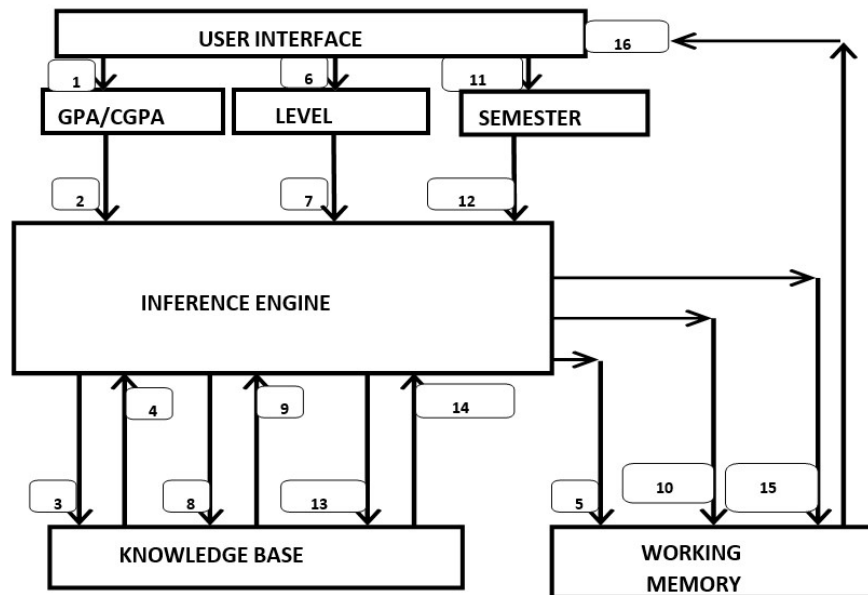 USER INTERFACE
16
1
6
11
GPA/CGPA
LEVEL
SEMESTER
2
7
12
INFERENCE ENGINE
4
9
14
3
8
13
5
10
15
KNOWLEDGE BASE
WORKING
MEMORY